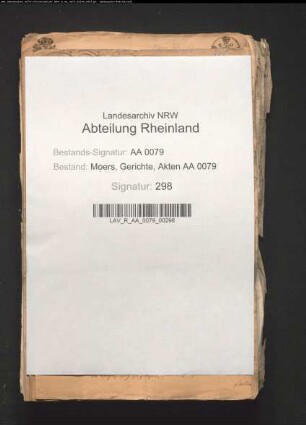 Landesarchiv NRW
Abteilung Rheinland
Bestands-Signatur: AA 0079
Bestand: Moers, Gerichte, Akten AA 0079
Signatur: 298
LAV_R_AA_0079_00298